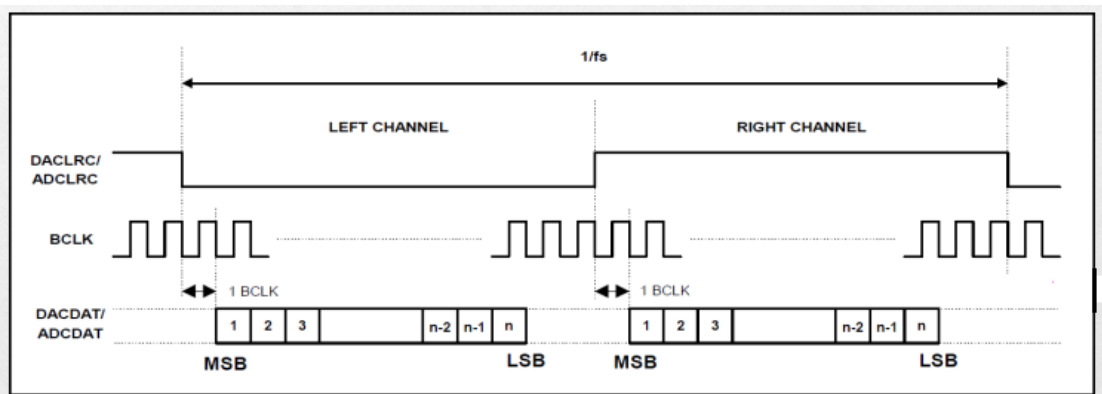 1/fs
LEFT CHANNEL
RIGHT CHANNEL
DACLRC/
ADCLRC
BCLK
1 BCLK
1 BCLK
DACDAT/
ADCDAT
1 2 3 n-2 n-1 n
1 2 3 n-2 n-1 n
MSB
LSB
MSB
LSB